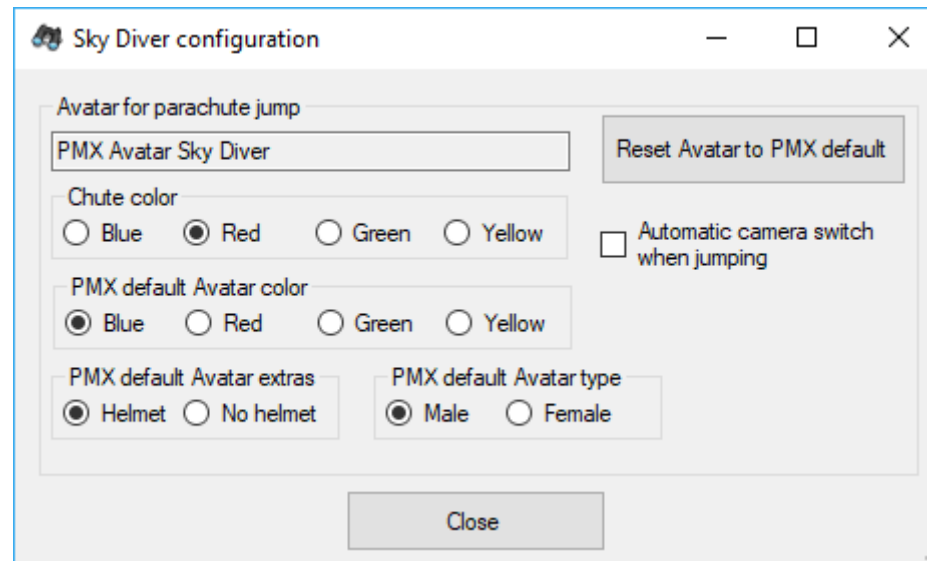 Sky Diver configuration
Avatar for parachute jump
PMX Avatar Sky Diver
Reset Avatar to PMX default
Chute color
Blue Red Green Yellow
Automatic camera switch
when jumping
PMX default Avatar color
Blue Red Green Yellow
PMX default Avatar extras
Helmet No helmet
PMX default Avatar type
Male Female
Close